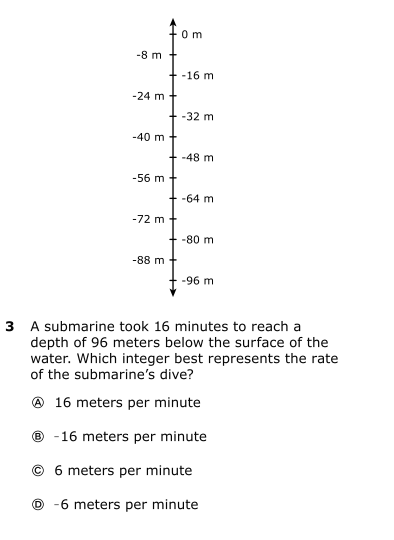 0 m
-8 m
-16 m
-24 m
-32 m
-40 m
-48 m
-56 m
-64 m
-72 m
-80 m
-88 m
-96 m
3 A submarine took 16 minutes to reach a
depth of 96 meters below the surface of the
water. Which integer best represents the rate
of the submarine's dive?
Ⓐ 16 meters per minute
Ⓑ -16 meters per minute
Ⓒ 6 meters per minute
Ⓓ -6 meters per minute